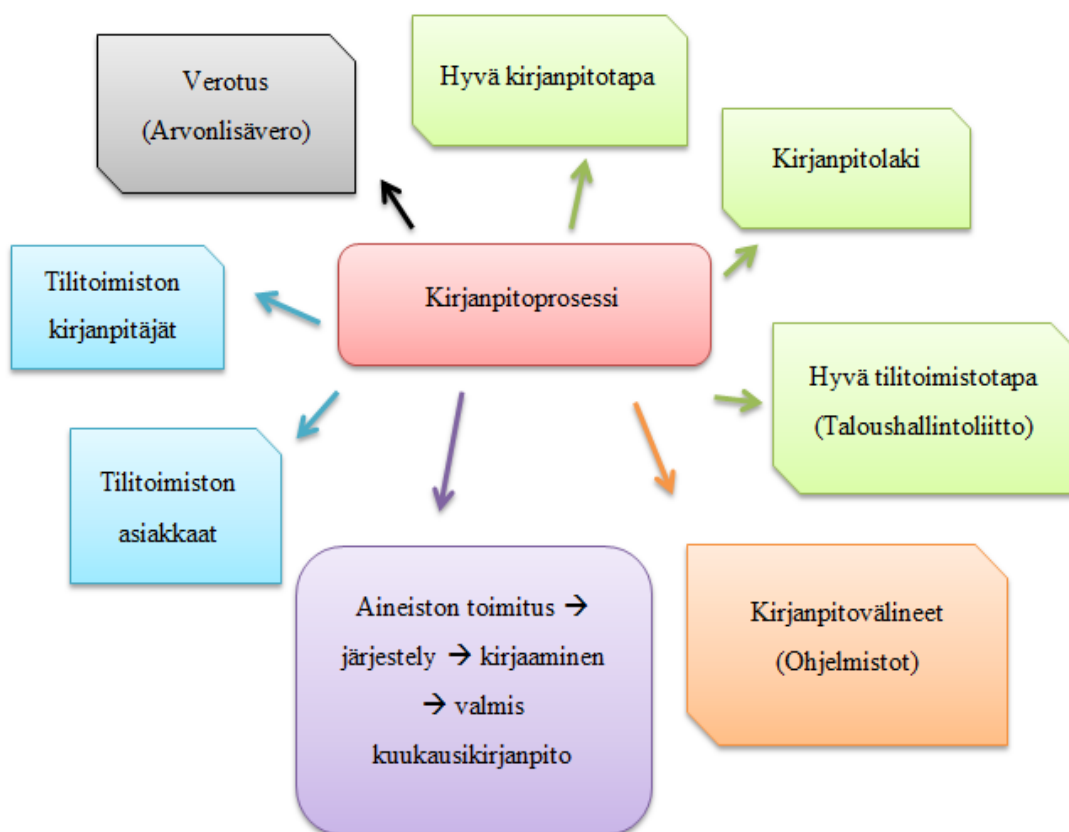 Verotus
(Arvonlisävero)
Hyvä kirjanpitotapa
Kirjanpitolaki
Tilitoimiston
kirjanpitäjät
Kirjanpitoprosessi
Hyvä tilitoimistotapa
(Taloushallintoliitto)
Tilitoimiston
asiakkaat
Aineiston toimitus →
järjestely → kirjaaminen
→ valmis
kuukausikirjanpito
Kirjanpitovälineet
(Ohjelmistot)